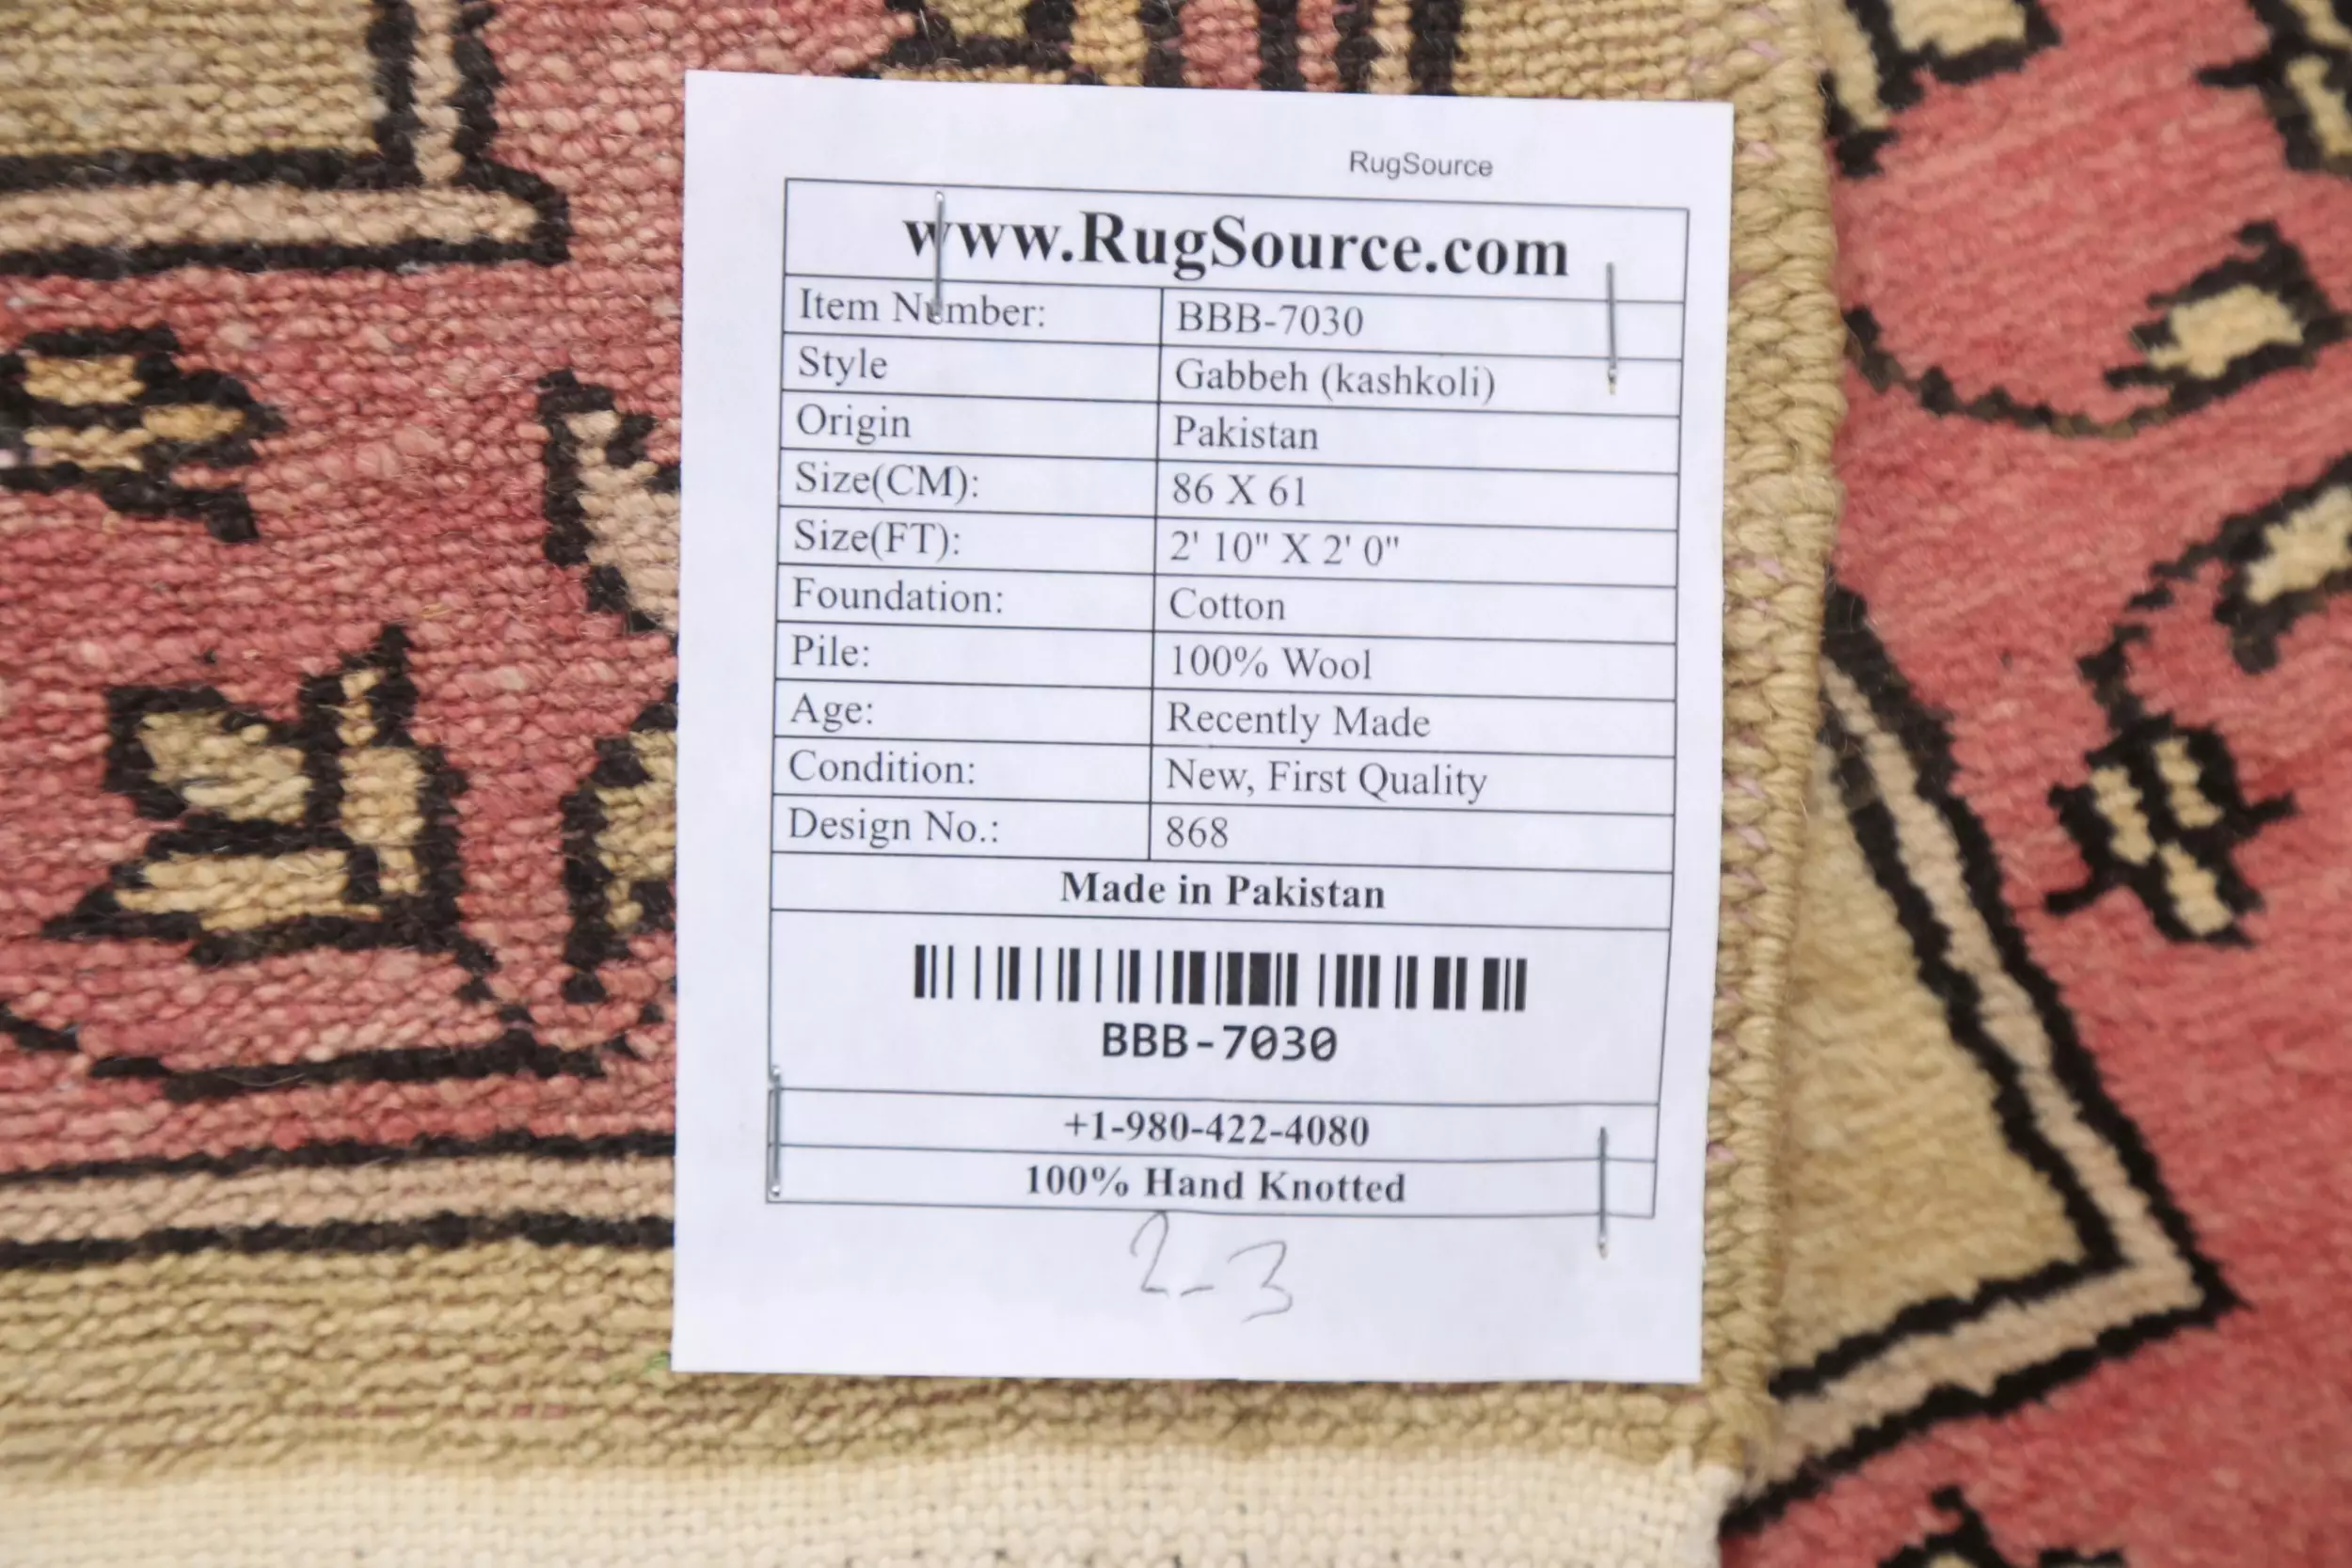 RugSource
www.RugSource.com
Item Number: BBB-7030
Style Gabbeh (kashkoli)
Origin Pakistan
Size(CM): 86 X 61
Size(FT): 2' 10" X 2' 0"
Foundation: Cotton
Pile: 100% Wool
Age: Recently Made
Condition: New, First Quality
Design No.: 868
Made in Pakistan
BBB-7030
+1-980-422-4080
100% Hand Knotted
2-3